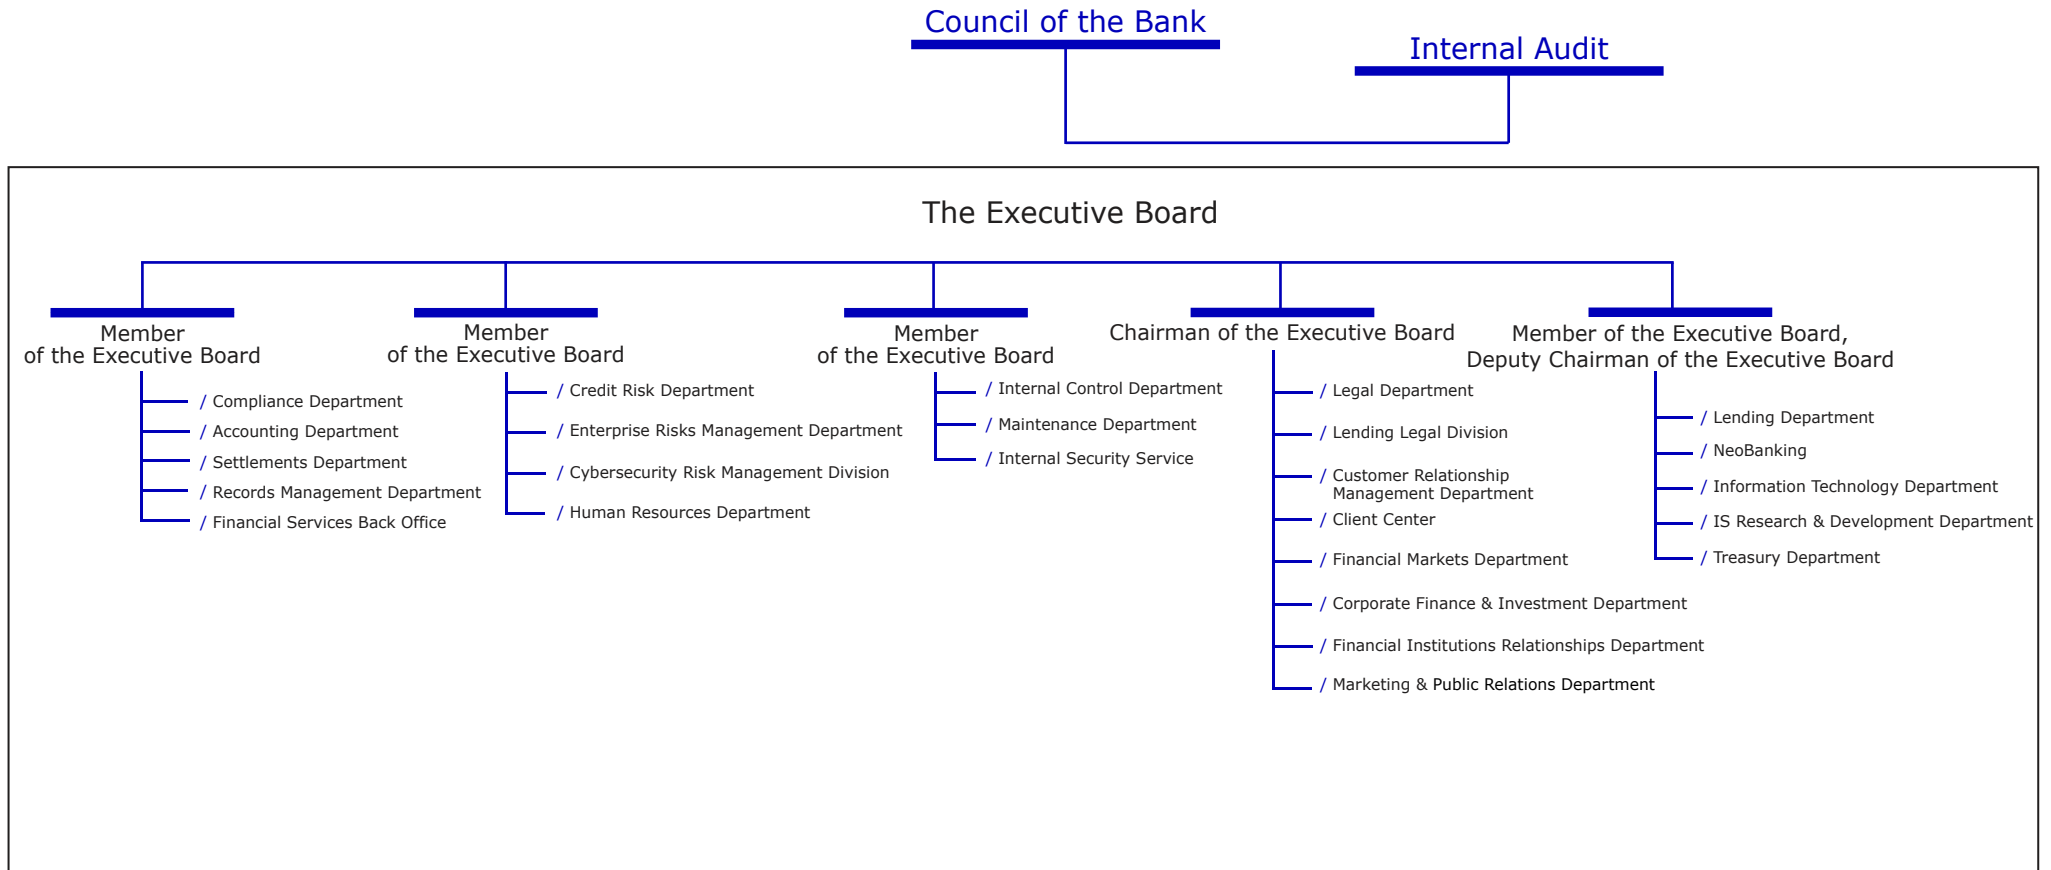 Council of the Bank
Internal Audit
The Executive Board
Member
of the Executive Board
/ Compliance Department
/ Accounting Department
/ Settlements Department
/ Records Management Department
/ Financial Services Back Office
Member
of the Executive Board
/ Credit Risk Department
/ Enterprise Risks Management Department
/ Cybersecurity Risk Management Division
/ Human Resources Department
Member
of the Executive Board
/ Internal Control Department
/ Maintenance Department
/ Internal Security Service
Chairman of the Executive Board
/ Legal Department
/ Lending Legal Division
/ Customer Relationship
Management Department
/ Client Center
/ Financial Markets Department
/ Corporate Finance & Investment Department
/ Financial Institutions Relationships Department
/ Marketing & Public Relations Department
Member of the Executive Board,
Deputy Chairman of the Executive Board
/ Lending Department
/ NeoBanking
/ Information Technology Department
/ IS Research & Development Department
/ Treasury Department